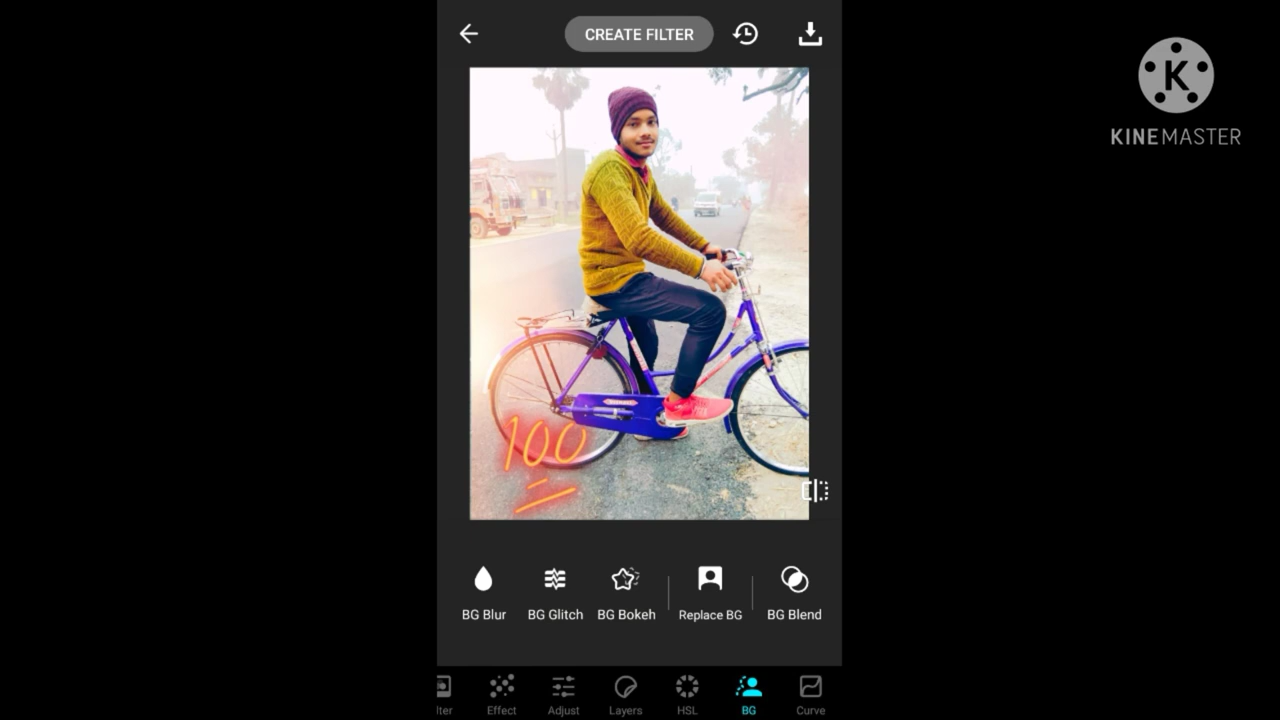 CREATE FILTER
KINEMASTER
100
BG Blur
BG Glitch
BG Bokeh
Replace BG
BG Blend
lter
Effect
Adjust
Layers
HSL
BG
Curve